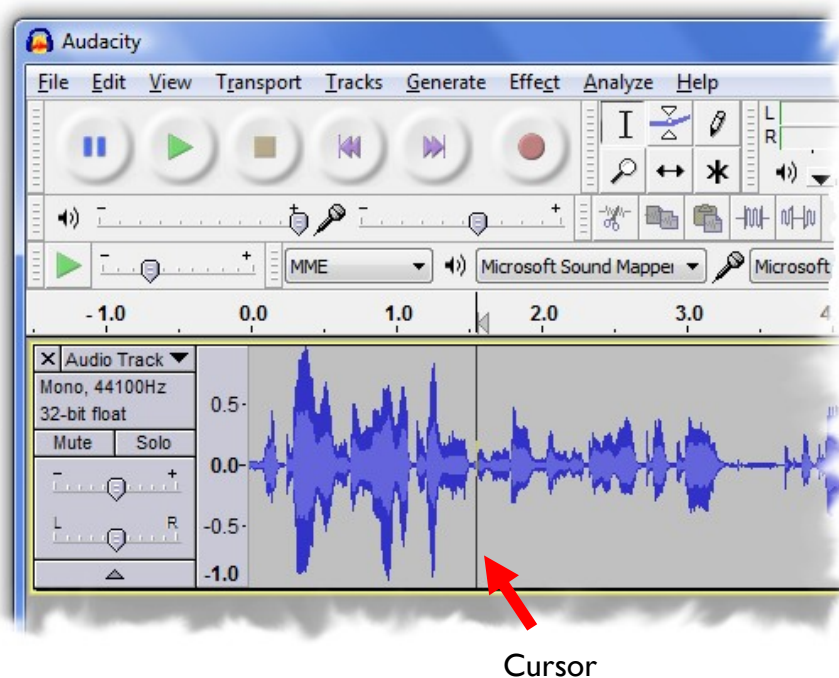 Audacity
File Edit View Transport Tracks Generate Effect Analyze Help
L
R
- +
- +
- + MME Microsoft Sound Mapper Microsoft
-1.0 0.0 1.0 2.0 3.0 4
X Audio Track
Mono, 44100Hz
32-bit float
Mute Solo
- +
L R
0.5
0.0
-0.5
-1.0
Cursor